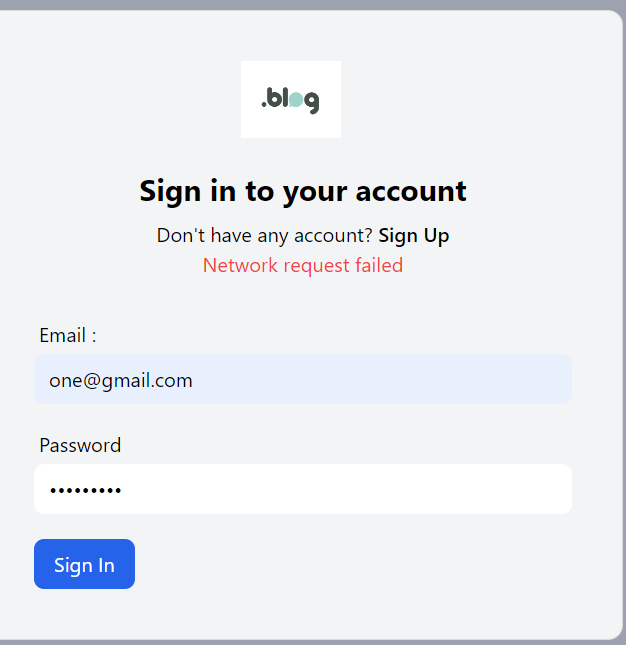 .blog
Sign in to your account
Don't have any account? Sign Up
Network request failed
Email :
one@gmail.com
Password
•••••••••
Sign In